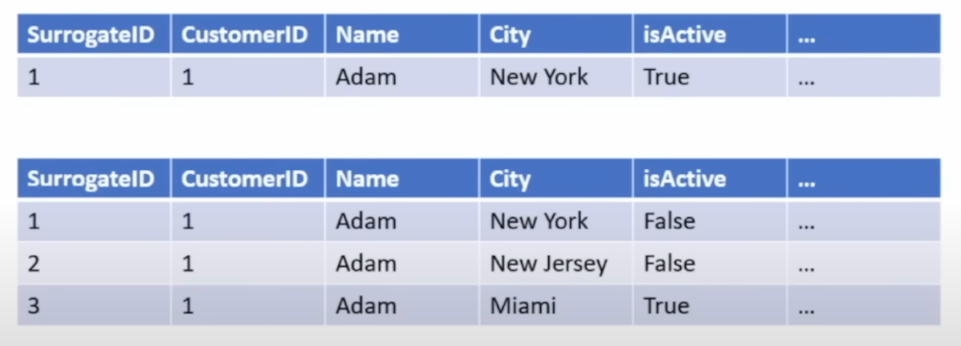 SurrogateID CustomerID Name City isActive ...
1 1 Adam New York True ...
SurrogateID CustomerID Name City isActive ...
1 1 Adam New York False ...
2 1 Adam New Jersey False ...
3 1 Adam Miami True ...